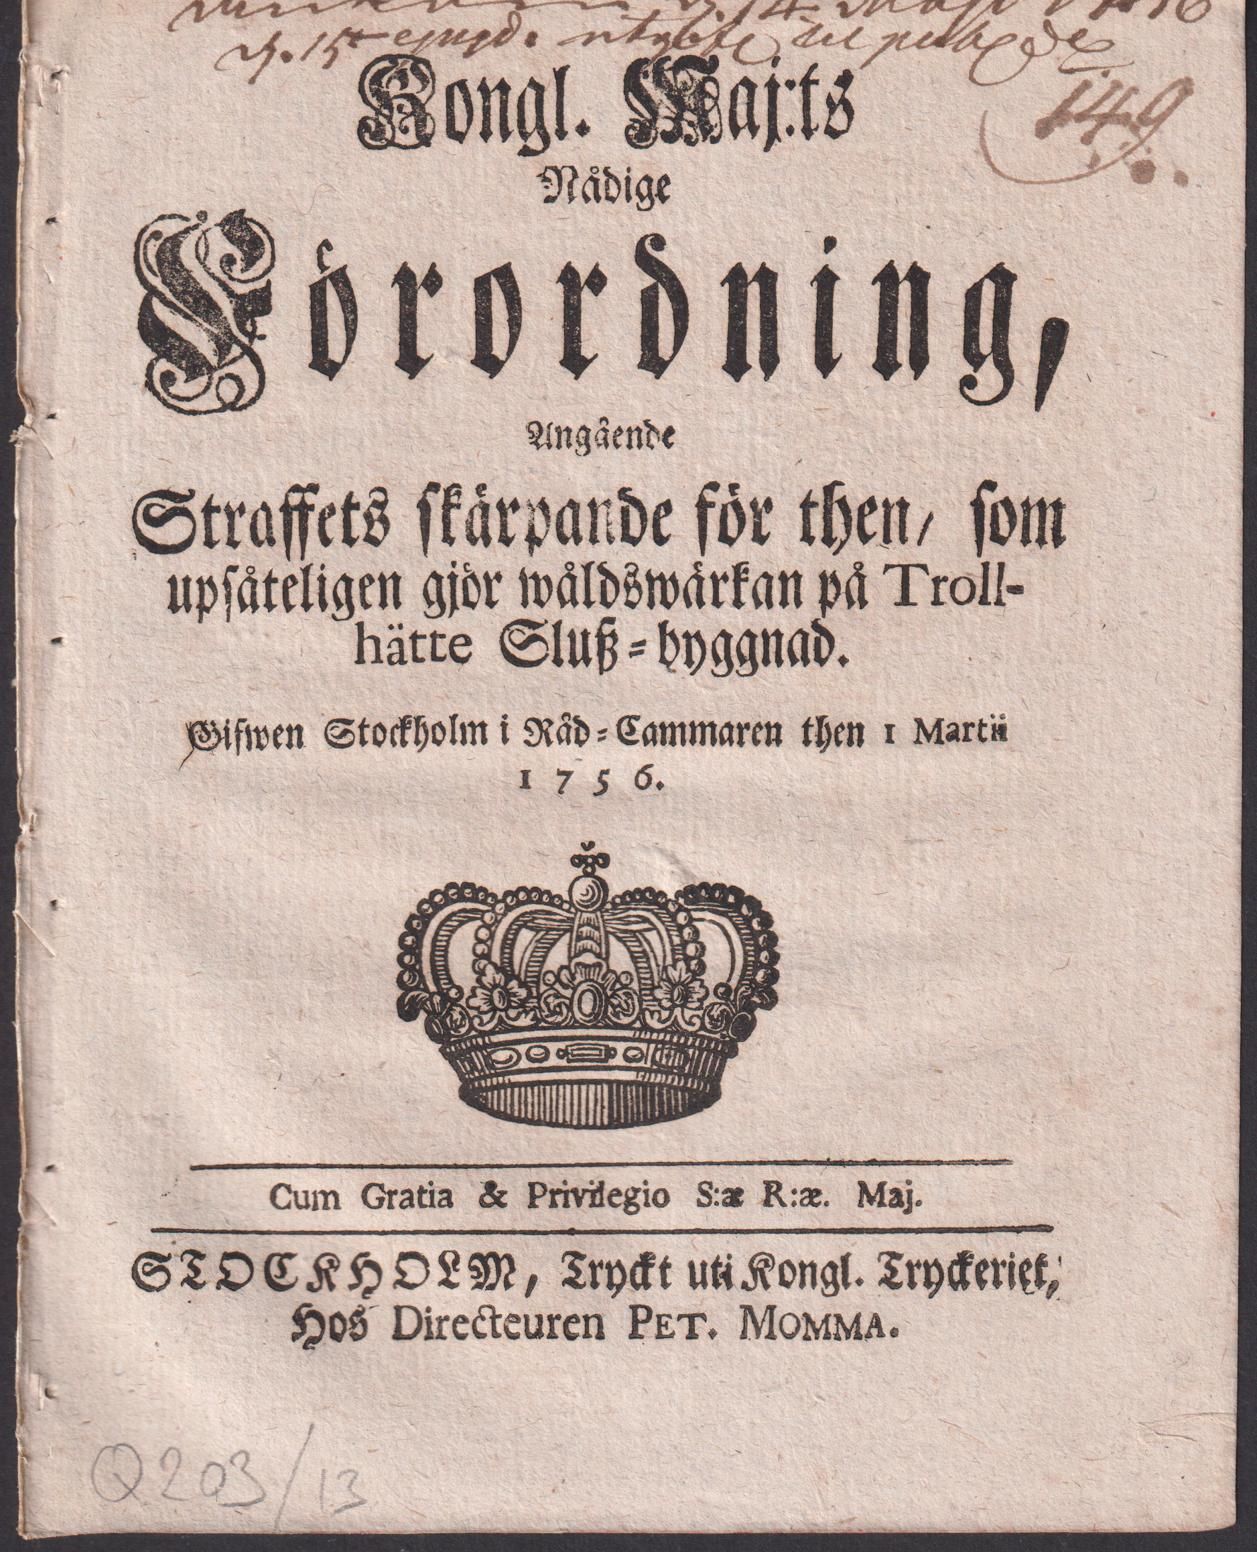 149
Kongl. Maj:ts
Nådige
Förordning,
Angående
Straffets skärpande för then, som
upsåteligen gjör wåldswärkan på Troll-
hätte Sluß-byggnad.
Gifwen Stockholm i Råd-Cammaren then 1 Martii
1756.
Cum Gratia & Privilegio S:æ R:æ. Maj.
STOCKHOLM, Tryckt uti Kongl. Tryckeriet,
Hos Directeuren PET. MOMMA.
Q203/13